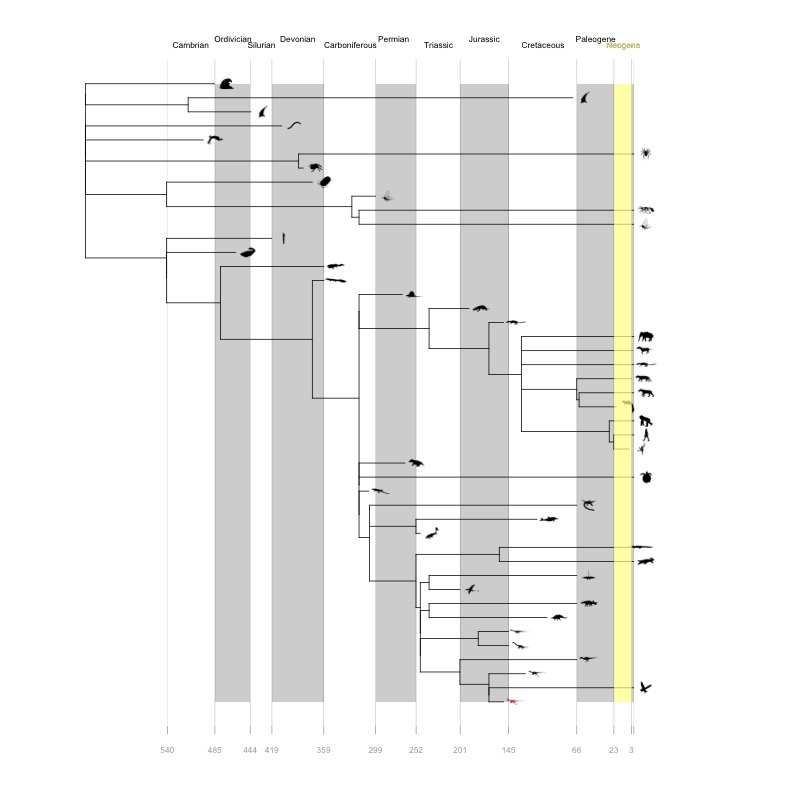 Cambrian
Ordivician
Silurian
Devonian
Carboniferous
Permian
Triassic
Jurassic
Cretaceous
Paleogene
Neogene
540 485 444 419 359 299 252 201 145 66 23 3